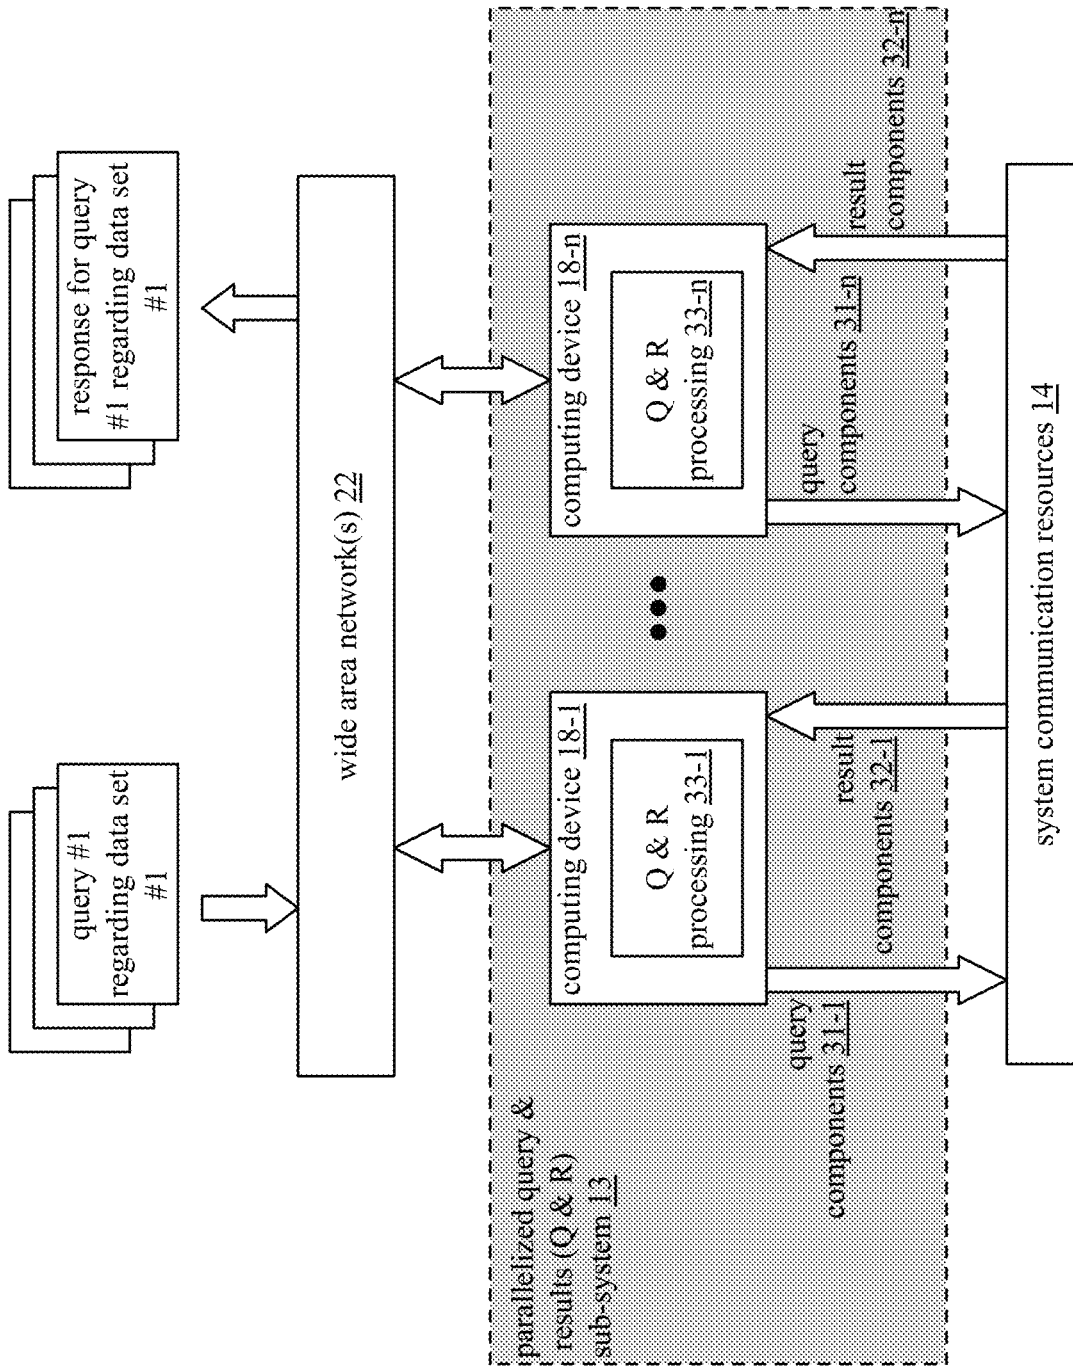 query #1
regarding data set
#1
response for query
#1 regarding data set
#1
wide area network(s) 22
parallelized query &
results (Q & R)
sub-system 13
computing device 18-1
Q & R
processing 33-1
computing device 18-n
Q & R
processing 33-n
query
components 31-1
result
components 32-1
query
components 31-n
result
components 32-n
system communication resources 14